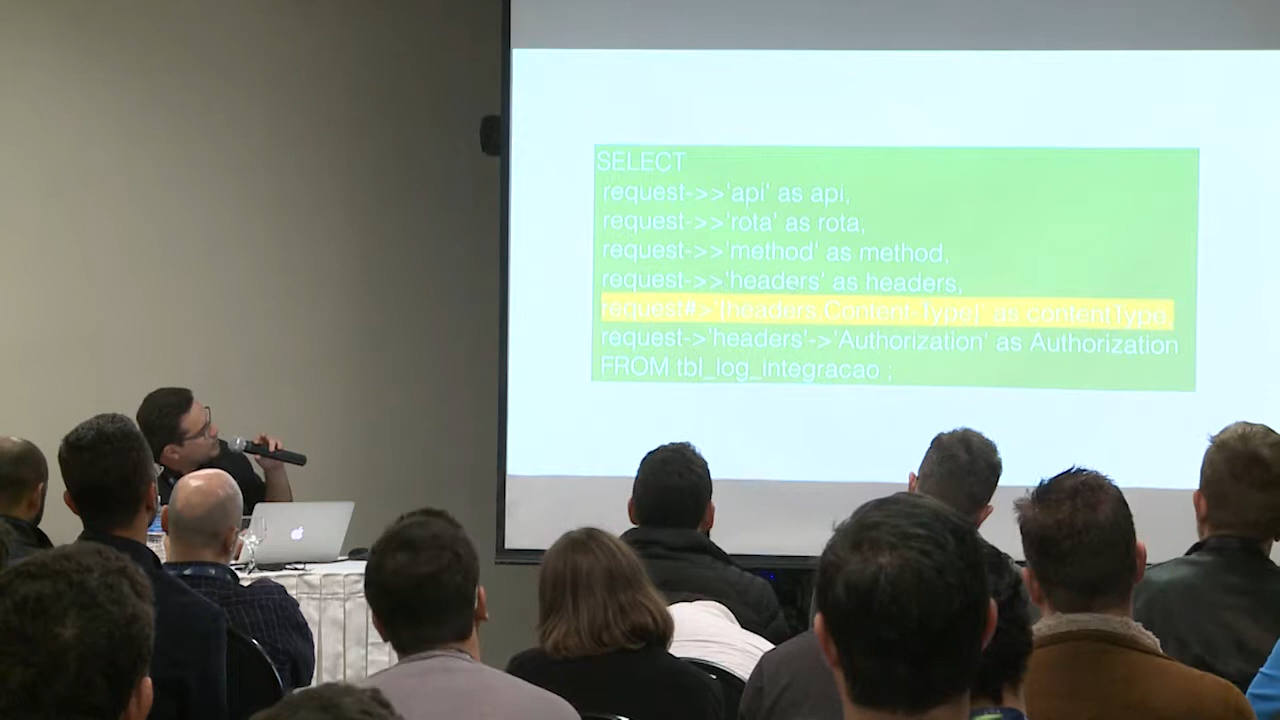 SELECT
request->>'api' as api,
request->>'rota' as rota,
request->>'method' as method,
request->>'headers' as headers,
request#>'{headers,Content-Type}' as contentType,
request->'headers'->'Authorization' as Authorization
FROM tbl_log_integracao ;